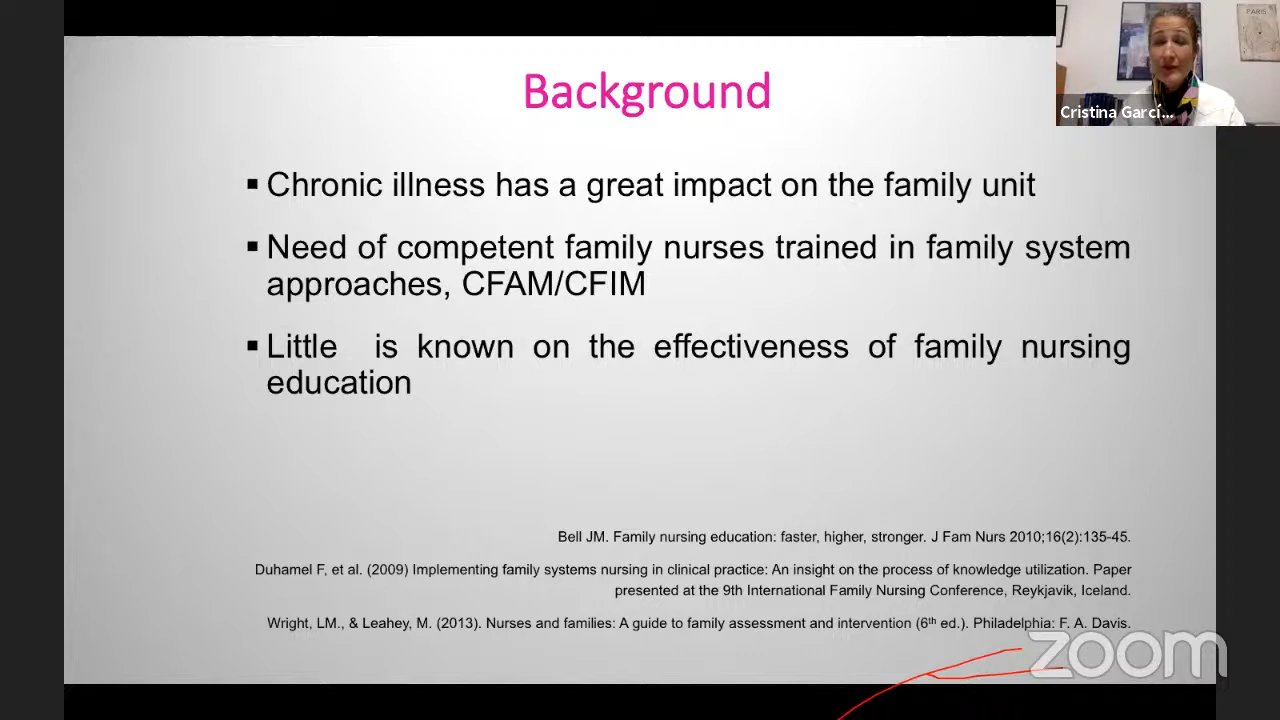 Background
▪ Chronic illness has a great impact on the family unit
▪ Need of competent family nurses trained in family system
approaches, CFAM/CFIM
▪ Little is known on the effectiveness of family nursing
education
Bell JM. Family nursing education: faster, higher, stronger. J Fam Nurs 2010;16(2):135-45.
Duhamel F, et al. (2009) Implementing family systems nursing in clinical practice: An insight on the process of knowledge utilization. Paper
presented at the 9th International Family Nursing Conference, Reykjavik, Iceland.
Wright, LM., & Leahey, M. (2013). Nurses and families: A guide to family assessment and intervention (6th ed.). Philadelphia: F. A. Davis.
PARIS
Cristina Garcí...
zoom